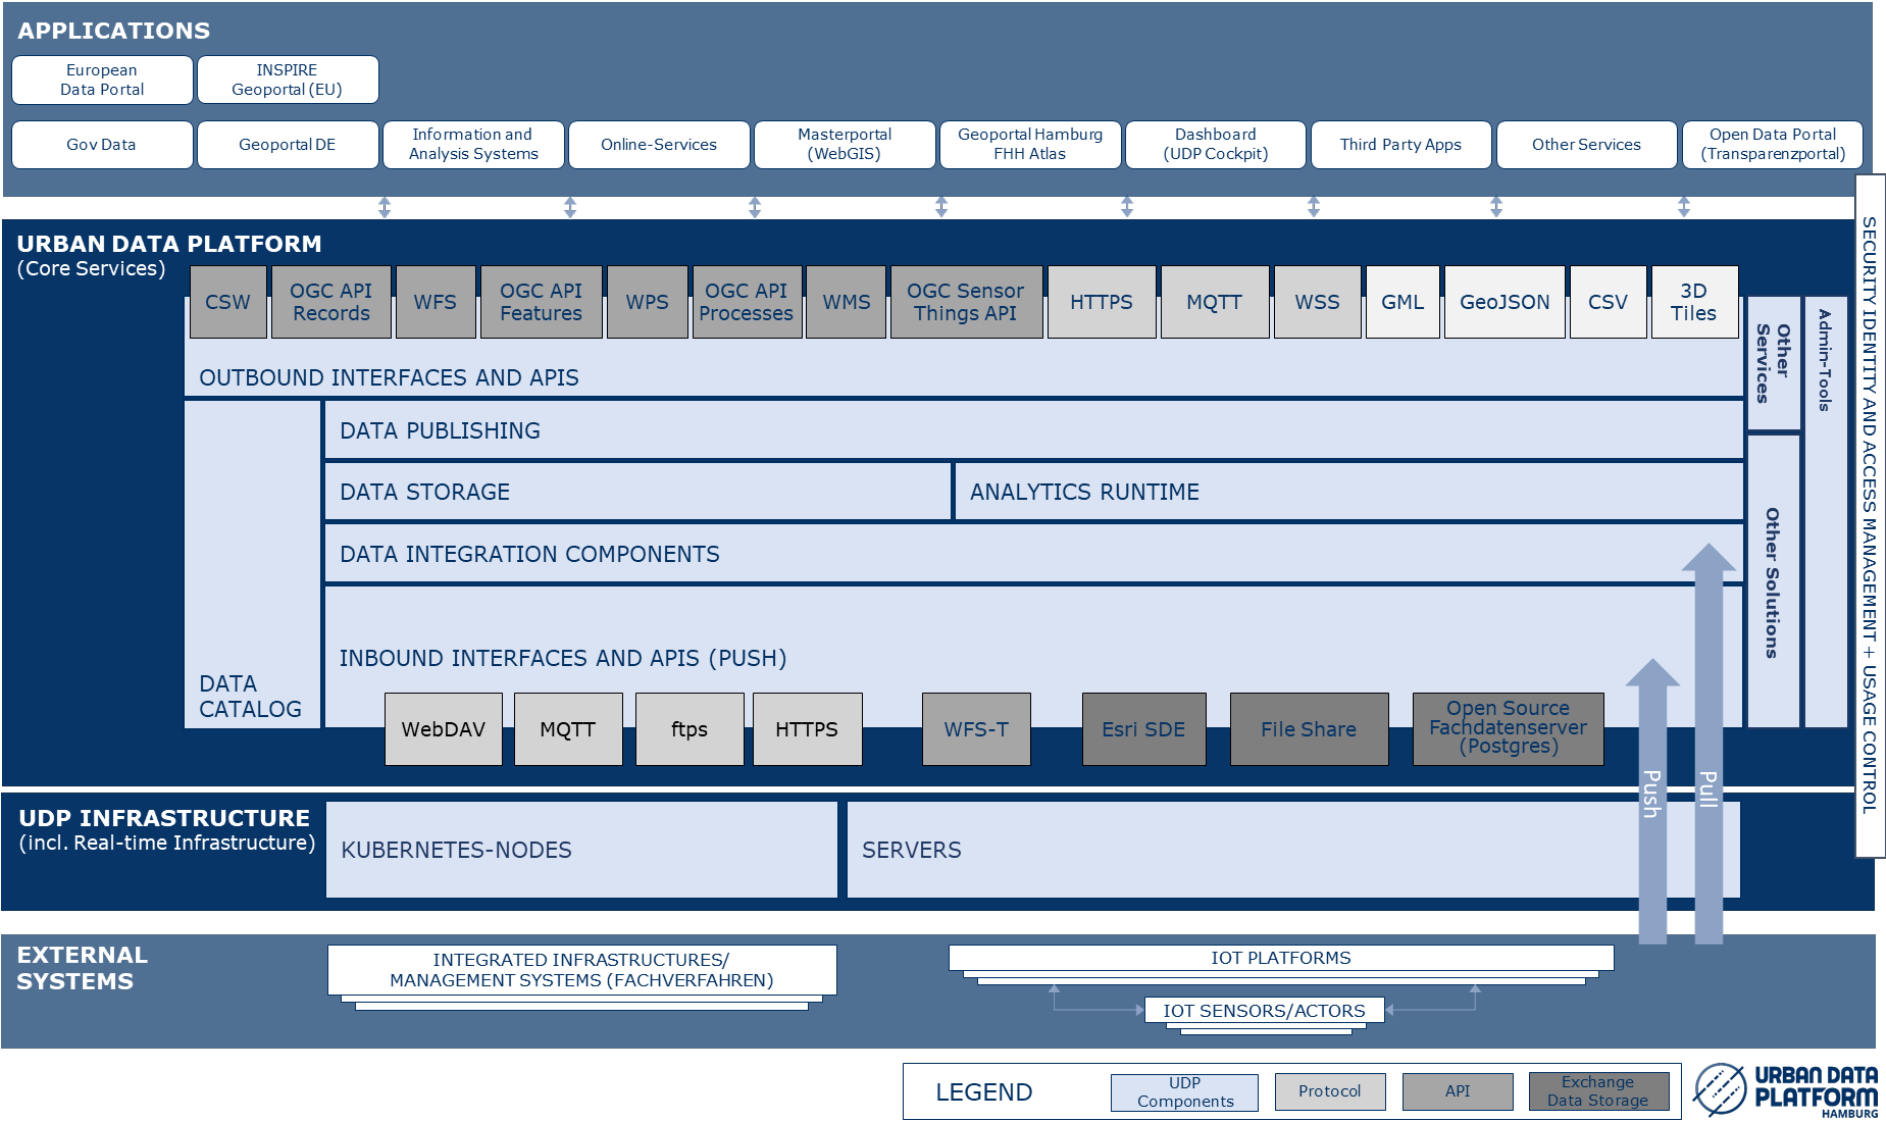 APPLICATIONS
European
Data Portal
INSPIRE
Geoportal (EU)
Gov Data
Geoportal DE
Information and
Analysis Systems
Online-Services
Masterportal
(WebGIS)
Geoportal Hamburg
FHH Atlas
Dashboard
(UDP Cockpit)
Third Party Apps
Other Services
Open Data Portal
(Transparenzportal)
SECURITY IDENTITY AND ACCESS MANAGEMENT + USAGE CONTROL
URBAN DATA PLATFORM
(Core Services)
CSW
OGC API
Records
WFS
OGC API
Features
WPS
OGC API
Processes
WMS
OGC Sensor
Things API
HTTPS
MQTT
WSS
GML
GeoJSON
CSV
3D
Tiles
OUTBOUND INTERFACES AND APIS
Other
Services
Admin-Tools
DATA PUBLISHING
DATA STORAGE
ANALYTICS RUNTIME
DATA INTEGRATION COMPONENTS
Other Solutions
INBOUND INTERFACES AND APIS (PUSH)
DATA
CATALOG
WebDAV
MQTT
ftps
HTTPS
WFS-T
Esri SDE
File Share
Open Source
Fachdatenserver
(Postgres)
Push
Pull
UDP INFRASTRUCTURE
(incl. Real-time Infrastructure)
KUBERNETES-NODES
SERVERS
EXTERNAL
SYSTEMS
INTEGRATED INFRASTRUCTURES/
MANAGEMENT SYSTEMS (FACHVERFAHREN)
IOT PLATFORMS
IOT SENSORS/ACTORS
LEGEND
UDP
Components
Protocol
API
Exchange
Data Storage
URBAN DATA
PLATFORM
HAMBURG